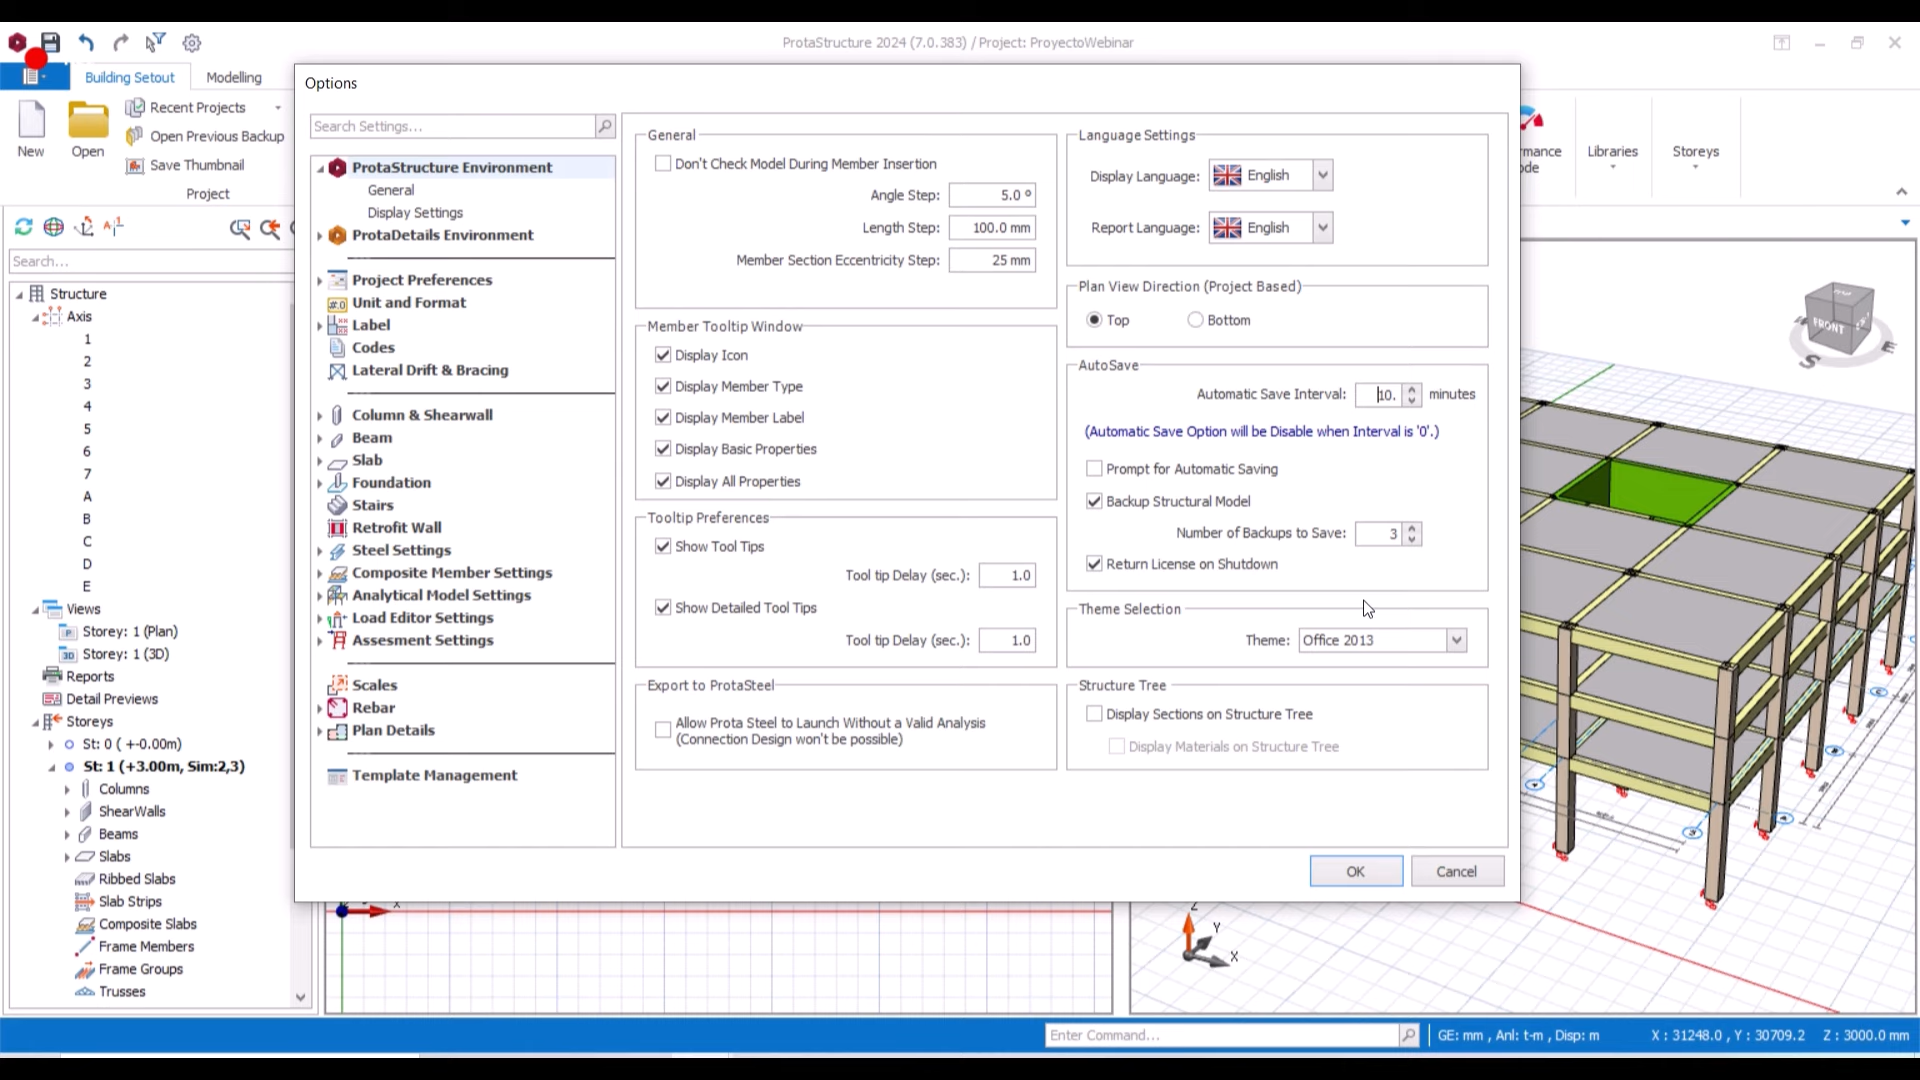 ProtaStructure 2024 (7.0.383) / Project: ProyectoWebinar
Building Setout
Modelling
New
Open
Recent Projects
Open Previous Backup
Save Thumbnail
Project
Libraries
Storeys
Search...
Structure
Axis
1
2
3
4
5
6
7
A
B
C
D
E
Views
Storey: 1 (Plan)
Storey: 1 (3D)
Reports
Detail Previews
Storeys
St: 0 ( +-0.00m)
St: 1 (+3.00m, Sim:2,3)
Columns
ShearWalls
Beams
Slabs
Ribbed Slabs
Slab Strips
Composite Slabs
Frame Members
Frame Groups
Trusses
Options
Search Settings...
ProtaStructure Environment
General
Display Settings
ProtaDetails Environment
Project Preferences
Unit and Format
Label
Codes
Lateral Drift & Bracing
Column & Shearwall
Beam
Slab
Foundation
Stairs
Retrofit Wall
Steel Settings
Composite Member Settings
Analytical Model Settings
Load Editor Settings
Assesment Settings
Scales
Rebar
Plan Details
Template Management
General
Don't Check Model During Member Insertion
Angle Step: 5.0 º
Length Step: 100.0 mm
Member Section Eccentricity Step: 25 mm
Member Tooltip Window
Display Icon
Display Member Type
Display Member Label
Display Basic Properties
Display All Properties
Tooltip Preferences
Show Tool Tips
Tool tip Delay (sec.): 1.0
Show Detailed Tool Tips
Tool tip Delay (sec.): 1.0
Export to ProtaSteel
Allow Prota Steel to Launch Without a Valid Analysis
(Connection Design won't be possible)
Language Settings
Display Language: English
Report Language: English
Plan View Direction (Project Based)
Top
Bottom
AutoSave
Automatic Save Interval: 10. minutes
(Automatic Save Option will be Disable when Interval is '0'.)
Prompt for Automatic Saving
Backup Structural Model
Number of Backups to Save: 3
Return License on Shutdown
Theme Selection
Theme: Office 2013
Structure Tree
Display Sections on Structure Tree
Display Materials on Structure Tree
OK
Cancel
FRONT
S
E
X
Z
Y
X
Enter Command...
GE: mm , Anl: t-m , Disp: m
X : 31248.0 , Y : 30709.2
Z : 3000.0 mm